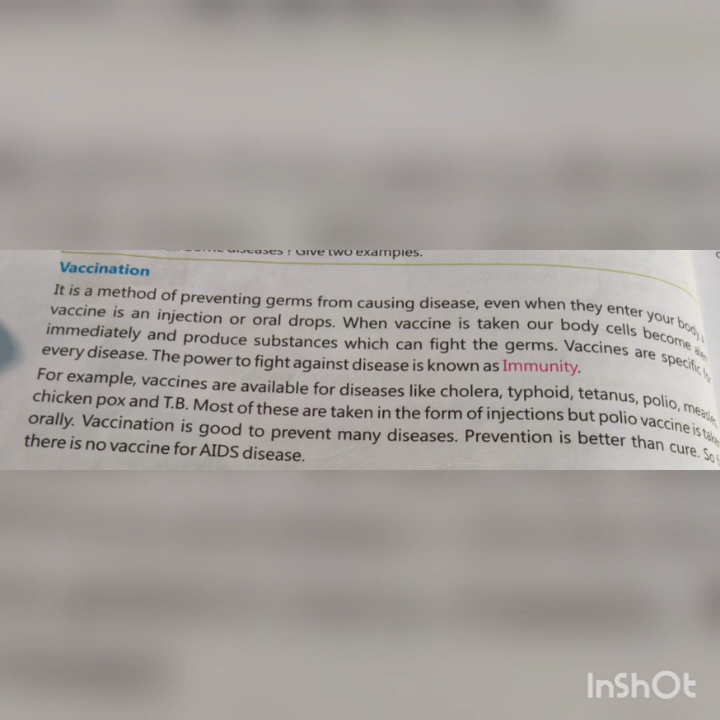 diseases ? Give two examples.
Vaccination
It is a method of preventing germs from causing disease, even when they enter your body.
vaccine is an injection or oral drops. When vaccine is taken our body cells become
immediately and produce substances which can fight the germs. Vaccines are specific
every disease. The power to fight against disease is known as Immunity.
For example, vaccines are available for diseases like cholera, typhoid, tetanus, polio,
chicken pox and T.B. Most of these are taken in the form of injections but polio vaccine is
orally. Vaccination is good to prevent many diseases. Prevention is better than cure. So
there is no vaccine for AIDS disease.
InShOt